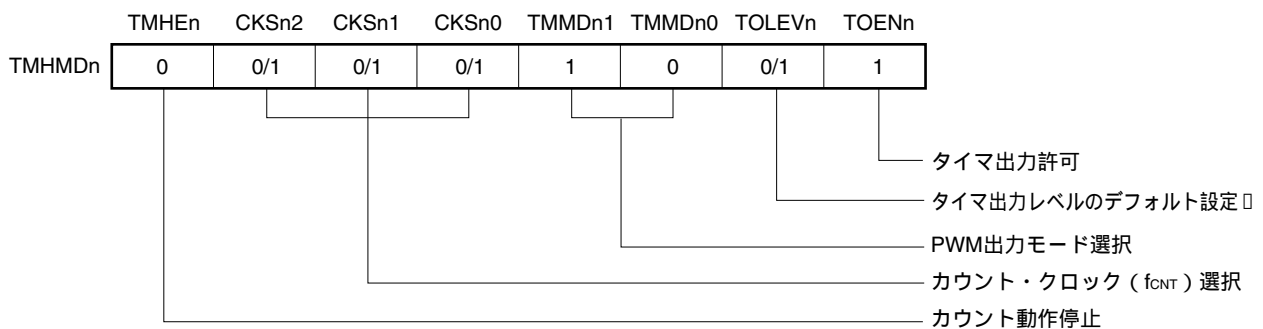 TMHEn CKSn2 CKSn1 CKSn0 TMMDn1 TMMDn0 TOLEVn TOENn
TMHMDn 0 0/1 0/1 0/1 1 0 0/1 1
タイマ出力許可
タイマ出力レベルのデフォルト設定
PWM出力モード選択
カウント・クロック（fCNT）選択
カウント動作停止